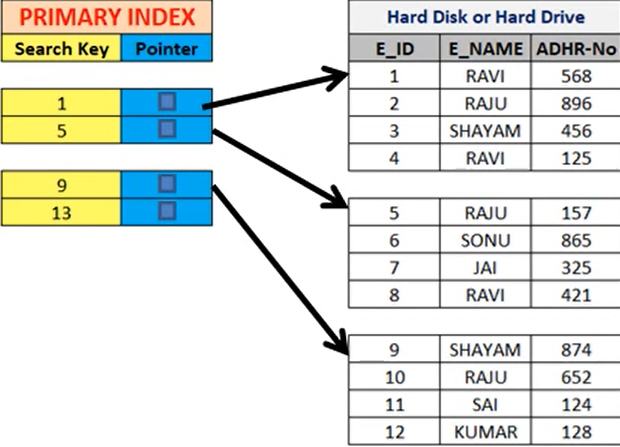 PRIMARY INDEX
Search Key Pointer
1
5
9
13
Hard Disk or Hard Drive
E_ID E_NAME ADHR-No
1 RAVI 568
2 RAJU 896
3 SHAYAM 456
4 RAVI 125
5 RAJU 157
6 SONU 865
7 JAI 325
8 RAVI 421
9 SHAYAM 874
10 RAJU 652
11 SAI 124
12 KUMAR 128